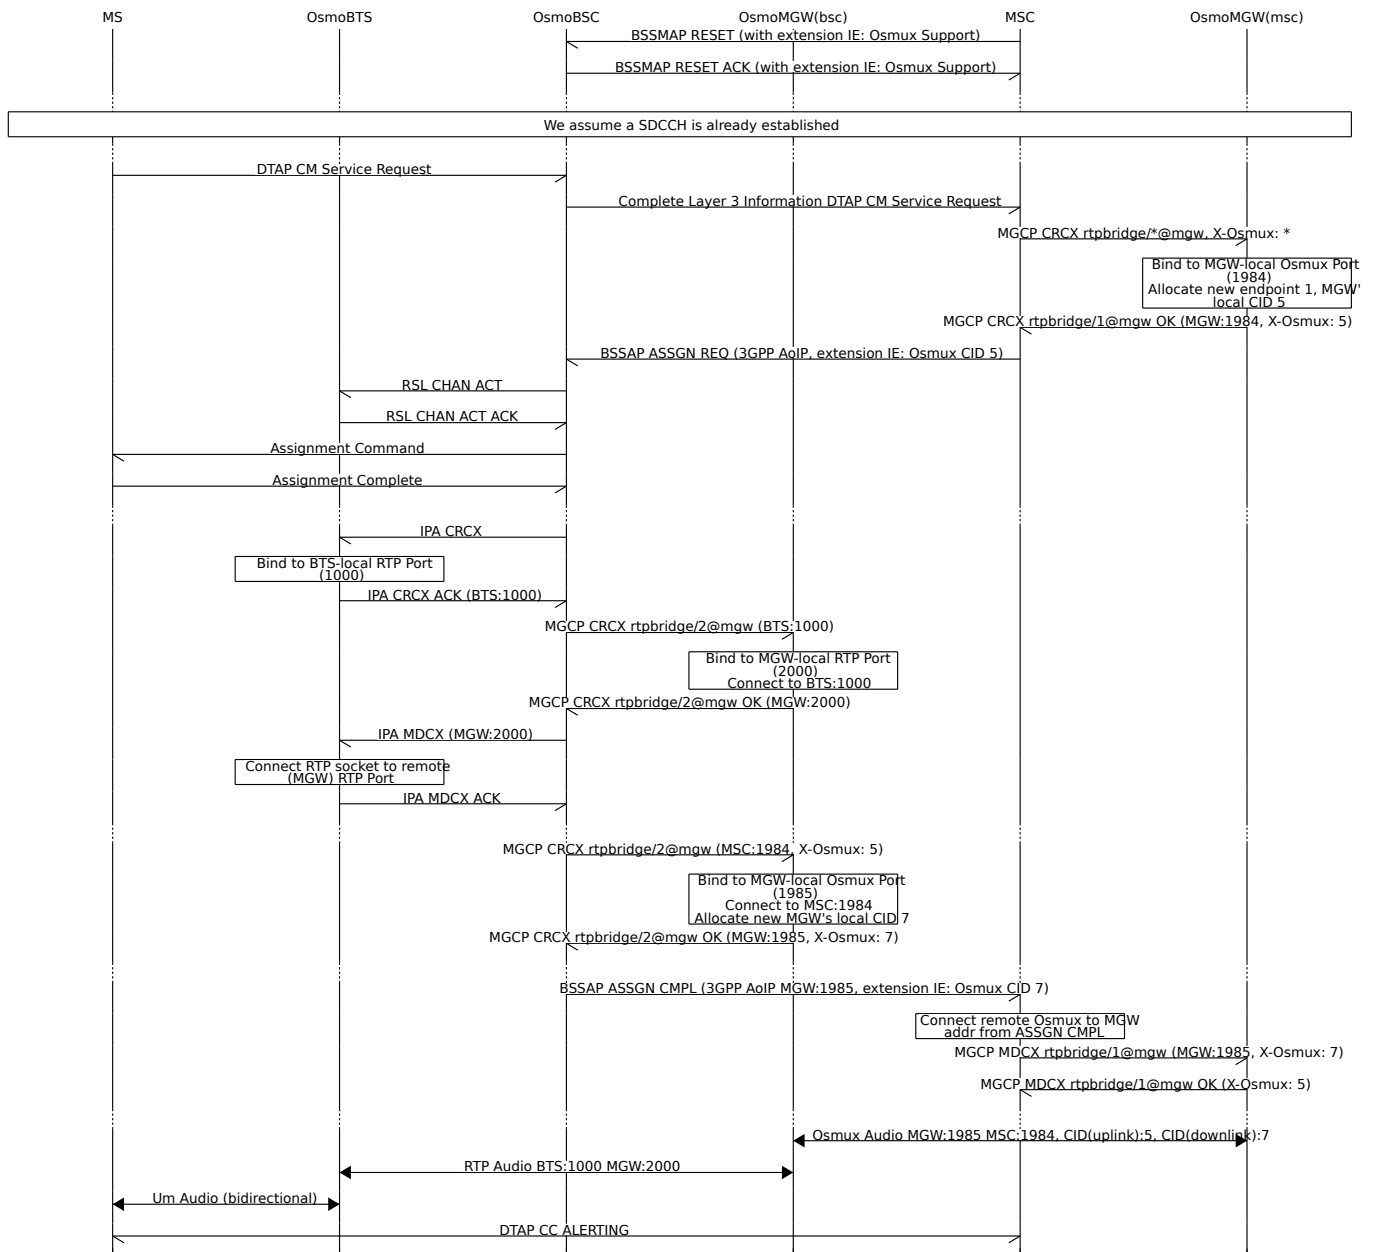 MS OsmoBTS OsmoBSC OsmoMGW(bsc) MSC OsmoMGW(msc)
BSSMAP RESET (with extension IE: Osmux Support)
BSSMAP RESET ACK (with extension IE: Osmux Support)
We assume a SDCCH is already established
DTAP CM Service Request
Complete Layer 3 Information DTAP CM Service Request
MGCP CRCX rtpbridge/*@mgw, X-Osmux: *
Bind to MGW-local Osmux Port
(1984)
Allocate new endpoint 1, MGW'
local CID 5
MGCP CRCX rtpbridge/1@mgw OK (MGW:1984, X-Osmux: 5)
BSSAP ASSGN REQ (3GPP AoIP, extension IE: Osmux CID 5)
RSL CHAN ACT
RSL CHAN ACT ACK
Assignment Command
Assignment Complete
IPA CRCX
Bind to BTS-local RTP Port
(1000)
IPA CRCX ACK (BTS:1000)
MGCP CRCX rtpbridge/2@mgw (BTS:1000)
Bind to MGW-local RTP Port
(2000)
Connect to BTS:1000
MGCP CRCX rtpbridge/2@mgw OK (MGW:2000)
IPA MDCX (MGW:2000)
Connect RTP socket to remote
(MGW) RTP Port
IPA MDCX ACK
MGCP CRCX rtpbridge/2@mgw (MSC:1984, X-Osmux: 5)
Bind to MGW-local Osmux Port
(1985)
Connect to MSC:1984
Allocate new MGW's local CID 7
MGCP CRCX rtpbridge/2@mgw OK (MGW:1985, X-Osmux: 7)
BSSAP ASSGN CMPL (3GPP AoIP MGW:1985, extension IE: Osmux CID 7)
Connect remote Osmux to MGW
addr from ASSGN CMPL
MGCP MDCX rtpbridge/1@mgw (MGW:1985, X-Osmux: 7)
MGCP MDCX rtpbridge/1@mgw OK (X-Osmux: 5)
Osmux Audio MGW:1985 MSC:1984, CID(uplink):5, CID(downlink):7
RTP Audio BTS:1000 MGW:2000
Um Audio (bidirectional)
DTAP CC ALERTING